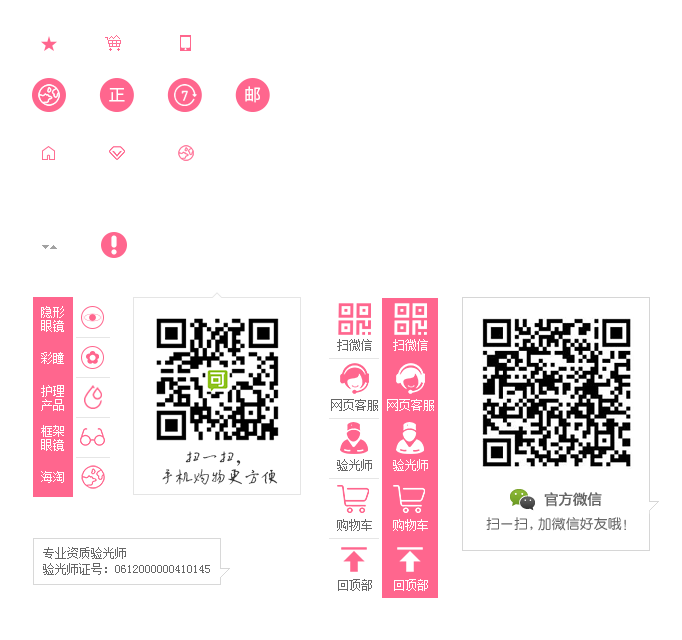 正
7
邮
隐形
眼镜
彩瞳
护理
产品
框架
眼镜
海淘
可
扫一扫，
手机购物更方便
扫微信
扫微信
网页客服
网页客服
验光师
验光师
购物车
购物车
回顶部
回顶部
官方微信
扫一扫，加微信好友哦！
专业资质验光师
验光师证号：0612000000410145